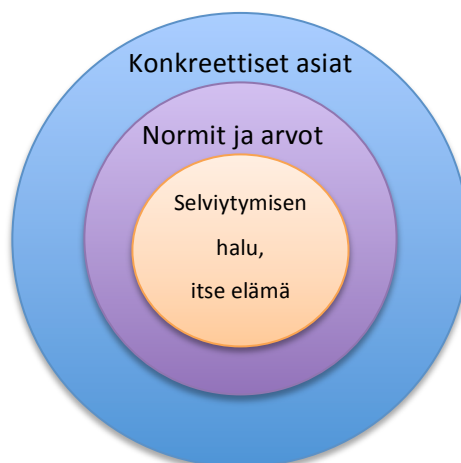 Konkreettiset asiat
Normit ja arvot
Selviytymisen
halu,
itse elämä